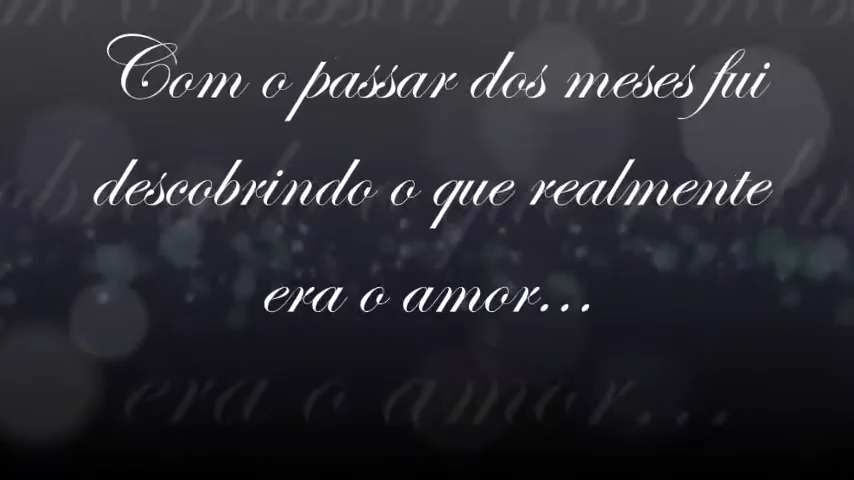 Com o passar dos meses fui
descobrindo o que realmente
era o amor...